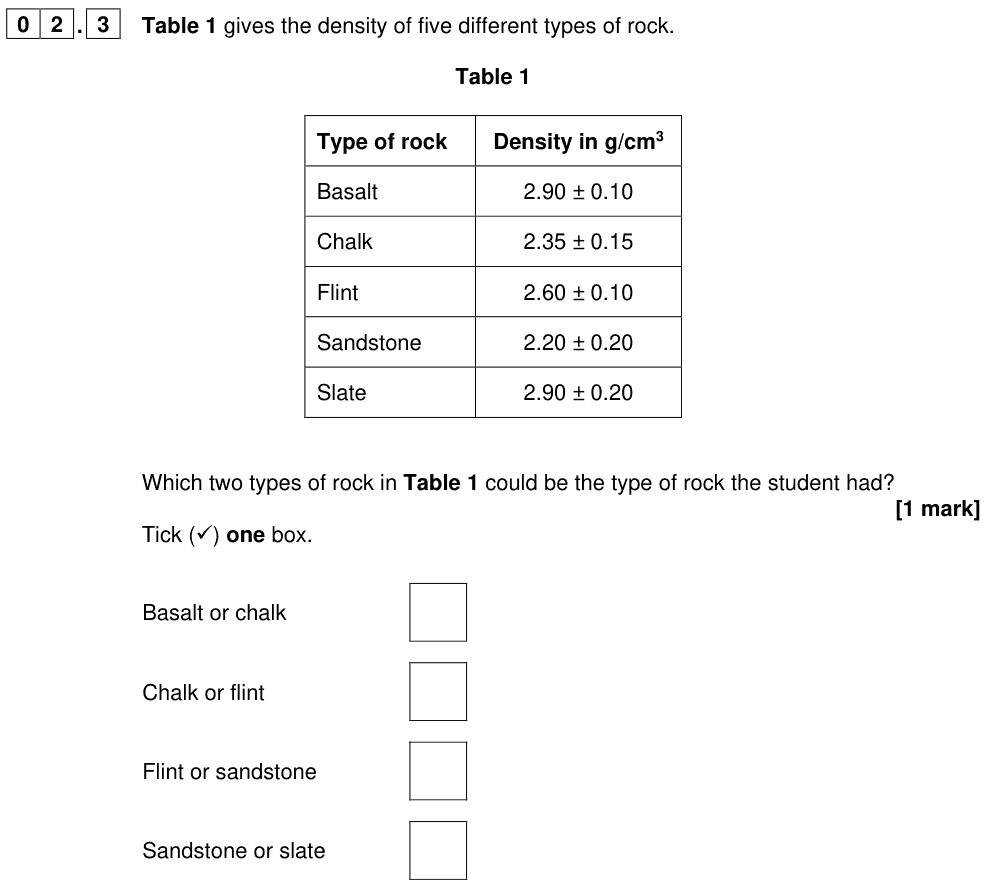 02.3 Table 1 gives the density of five different types of rock.
Table 1
Type of rock Density in g/cm³
Basalt 2.90 ± 0.10
Chalk 2.35 ± 0.15
Flint 2.60 ± 0.10
Sandstone 2.20 ± 0.20
Slate 2.90 ± 0.20
Which two types of rock in Table 1 could be the type of rock the student had?
[1 mark]
Tick (✓) one box.
Basalt or chalk
Chalk or flint
Flint or sandstone
Sandstone or slate